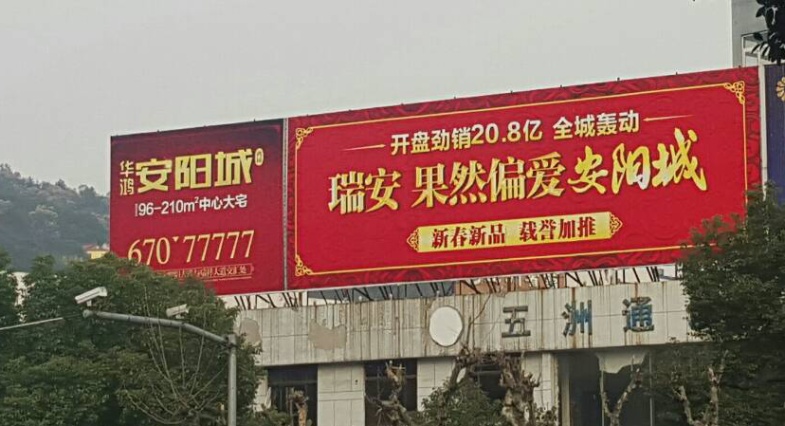 华鸿
安阳城
96-210㎡中心大宅
670 77777
开盘劲销20.8亿 全城轰动
瑞安 果然偏爱安阳城
新春新品 载誉加推
五洲通